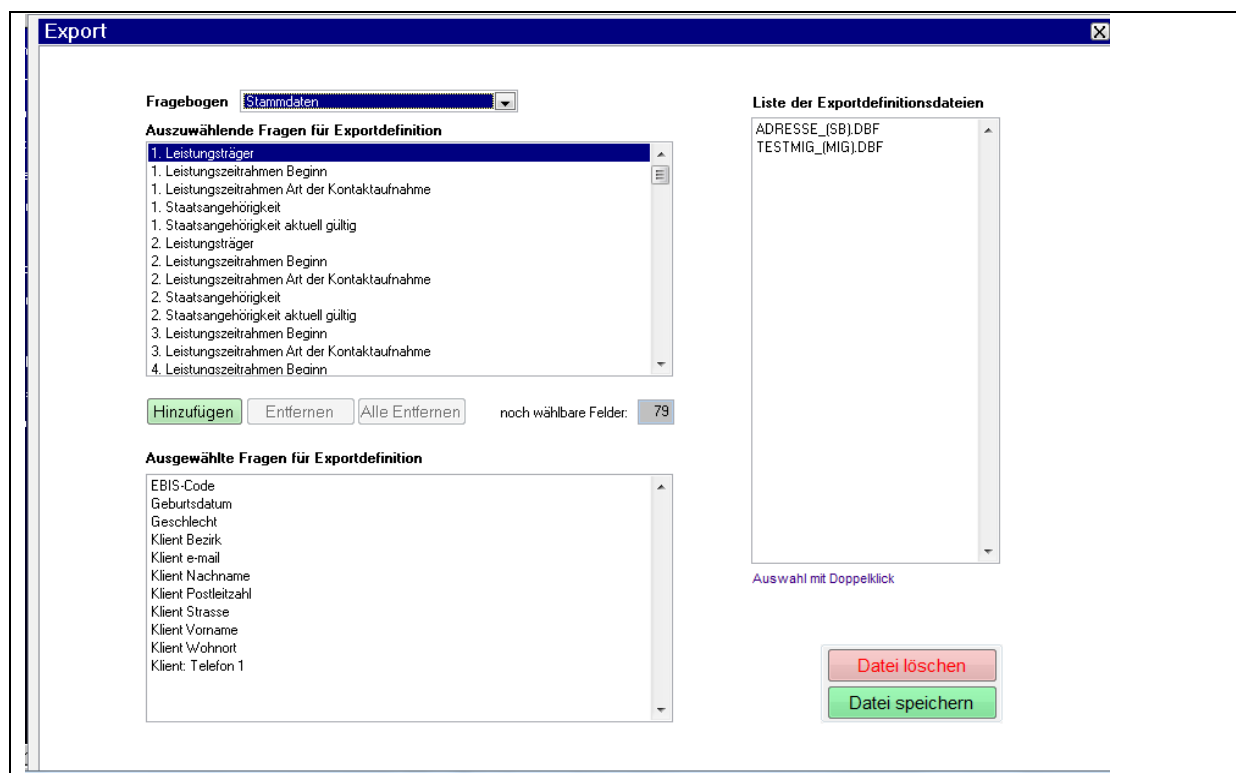 Export
Fragebogen Stammdaten
Auszuwählende Fragen für Exportdefinition
1. Leistungsträger
1. Leistungszeitrahmen Beginn
1. Leistungszeitrahmen Art der Kontaktaufnahme
1. Staatsangehörigkeit
1. Staatsangehörigkeit aktuell gültig
2. Leistungsträger
2. Leistungszeitrahmen Beginn
2. Leistungszeitrahmen Art der Kontaktaufnahme
2. Staatsangehörigkeit
2. Staatsangehörigkeit aktuell gültig
3. Leistungszeitrahmen Beginn
3. Leistungszeitrahmen Art der Kontaktaufnahme
4. Leistungszeitrahmen Beginn
Hinzufügen Entfernen Alle Entfernen noch wählbare Felder: 79
Ausgewählte Fragen für Exportdefinition
EBIS-Code
Geburtsdatum
Geschlecht
Klient Bezirk
Klient e-mail
Klient Nachname
Klient Postleitzahl
Klient Strasse
Klient Vorname
Klient Wohnort
Klient: Telefon 1
Liste der Exportdefinitionsdateien
ADRESSE_(SB).DBF
TESTMIG_(MIG).DBF
Auswahl mit Doppelklick
Datei löschen
Datei speichern